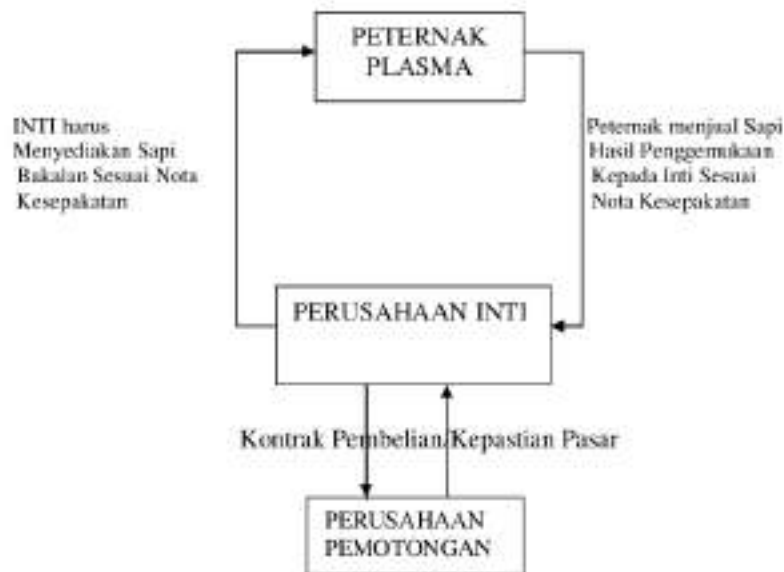 PETERNAK
PLASMA
INTI harus
Menyediakan Sapi
Bakalan Sesuai Nota
Kesepakatan
Peternak menjual Sapi
Hasil Penggemukaan
Kepada Inti Sesuai
Nota Kesepakatan
PERUSAHAAN INTI
Kontrak Pembelian/Kepastian Pasar
PERUSAHAAN
PEMOTONGAN